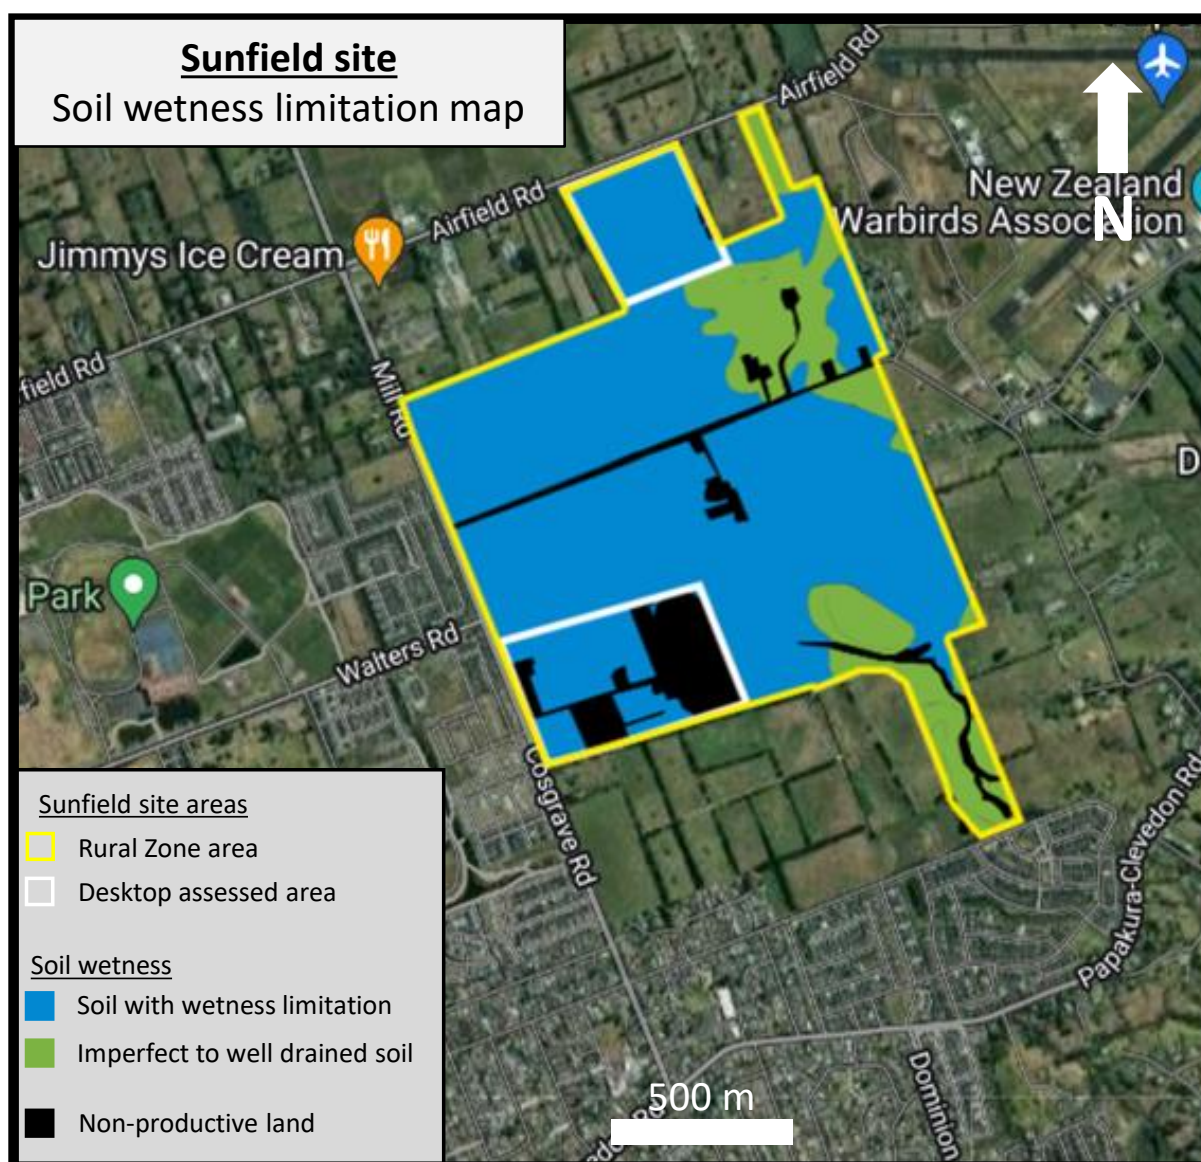 Sunfield site
Soil wetness limitation map
Airfield Rd
N
New Zealand
Warbirds Association
Jimmys Ice Cream
Airfield Rd
field Rd
Mill Rd
D
Park
Walters Rd
Cosgrave Rd
Papakura-Clevedon Rd
Dominion
edon Rd
Sunfield site areas
Rural Zone area
Desktop assessed area
Soil wetness
Soil with wetness limitation
Imperfect to well drained soil
Non-productive land
500 m